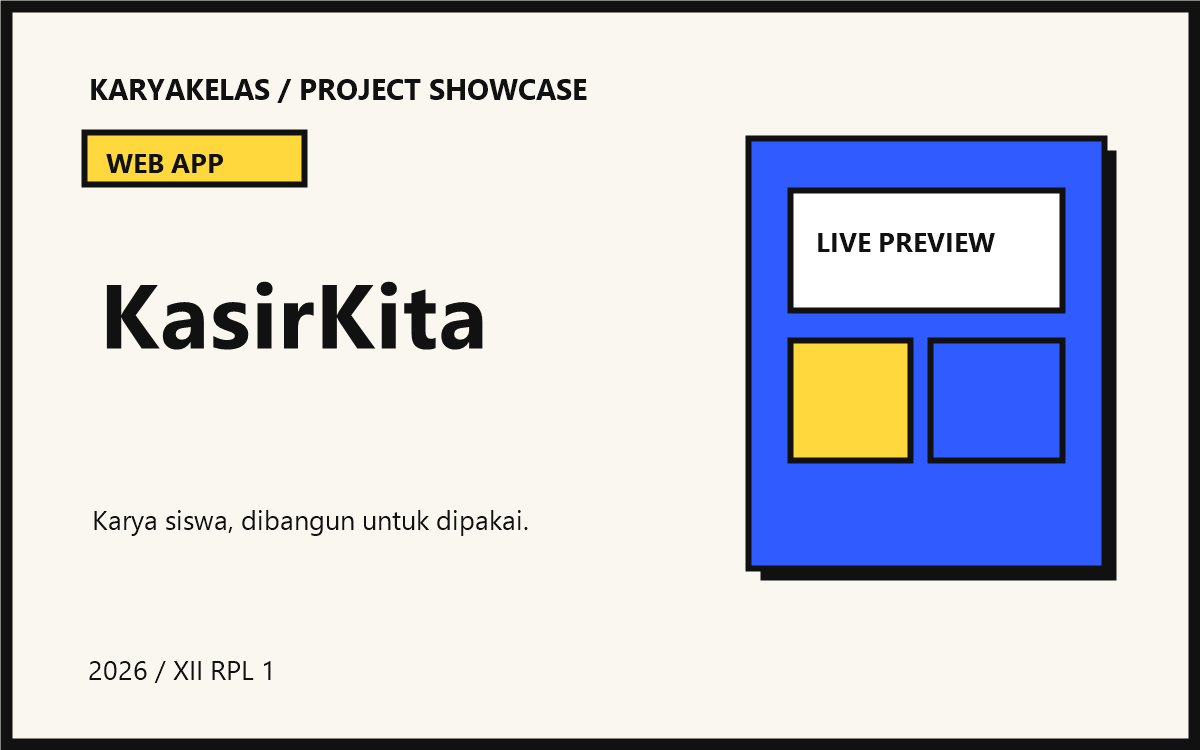 KARYAKELAS / PROJECT SHOWCASE
WEB APP
KasirKita
LIVE PREVIEW
Karya siswa, dibangun untuk dipakai.
2026 / XII RPL 1